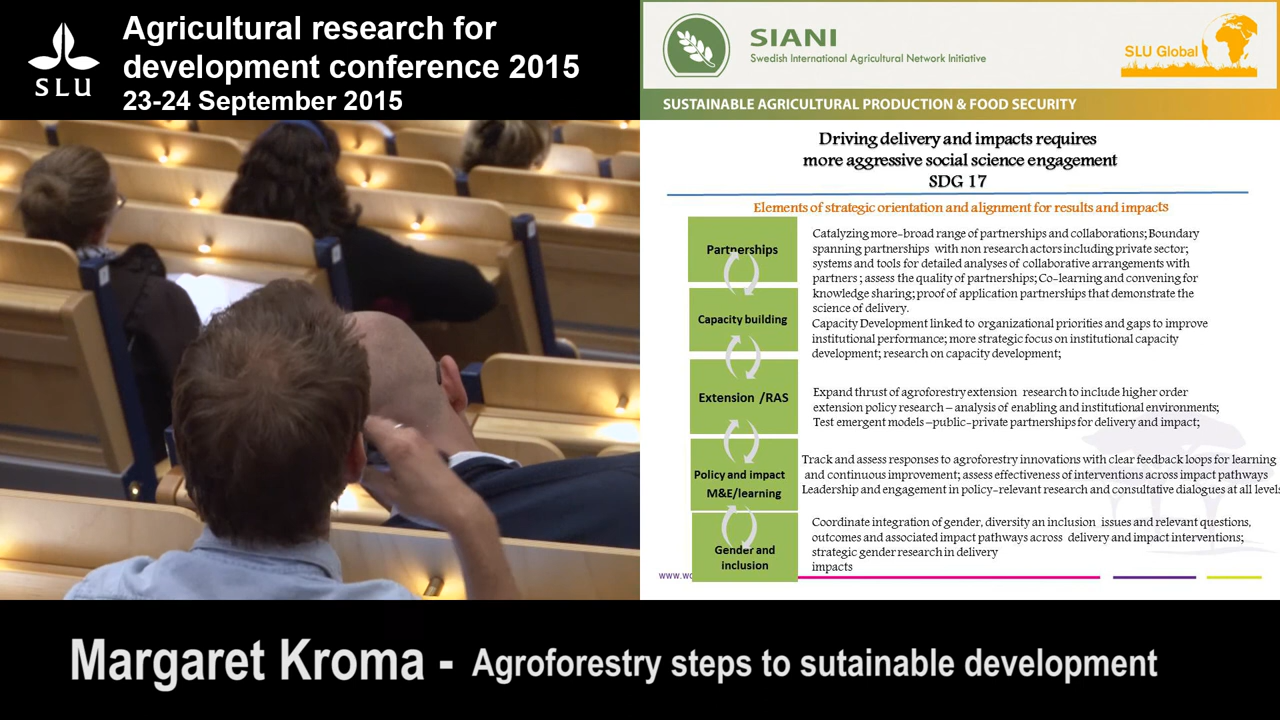 SLU
Agricultural research for
development conference 2015
23-24 September 2015
SIANI
Swedish International Agricultural Network Initiative
SLU Global
SUSTAINABLE AGRICULTURAL PRODUCTION & FOOD SECURITY
Driving delivery and impacts requires
more aggressive social science engagement
SDG 17
Elements of strategic orientation and alignment for results and impacts
Partnerships
Catalyzing more-broad range of partnerships and collaborations; Boundary
spanning partnerships with non research actors including private sector;
systems and tools for detailed analyses of collaborative arrangements with
partners ; assess the quality of partnerships; Co-learning and convening for
knowledge sharing; proof of application partnerships that demonstrate the
science of delivery.
Capacity building
Capacity Development linked to organizational priorities and gaps to improve
institutional performance; more strategic focus on institutional capacity
development; research on capacity development;
Extension /RAS
Expand thrust of agroforestry extension research to include higher order
extension policy research – analysis of enabling and institutional environments;
Test emergent models –public-private partnerships for delivery and impact;
Policy and impact
M&E/learning
Track and assess responses to agroforestry innovations with clear feedback loops for learning
and continuous improvement; assess effectiveness of interventions across impact pathways
Leadership and engagement in policy-relevant research and consultative dialogues at all levels
Gender and
inclusion
Coordinate integration of gender, diversity an inclusion issues and relevant questions,
outcomes and associated impact pathways across delivery and impact interventions;
strategic gender research in delivery
impacts
Margaret Kroma - Agroforestry steps to sutainable development